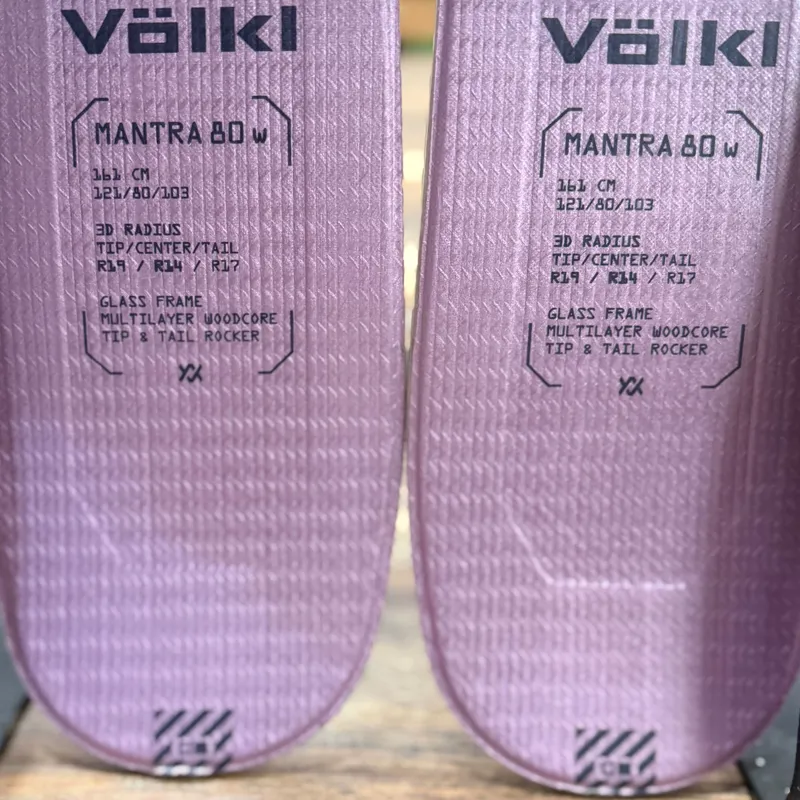 Völkl
MANTRA 80 W
161 CM
121/80/103
3D RADIUS
TIP/CENTER/TAIL
R19 / R14 / R17
GLASS FRAME
MULTILAYER WOODCORE
TIP & TAIL ROCKER
Völkl
MANTRA 80 W
161 CM
121/80/103
3D RADIUS
TIP/CENTER/TAIL
R19 / R14 / R17
GLASS FRAME
MULTILAYER WOODCORE
TIP & TAIL ROCKER